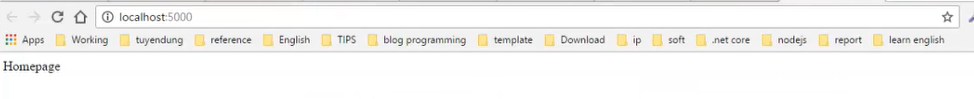 localhost:5000
Apps Working tuyendung reference English TIPS blog programming template Download ip soft .net core nodejs report learn english
Homepage